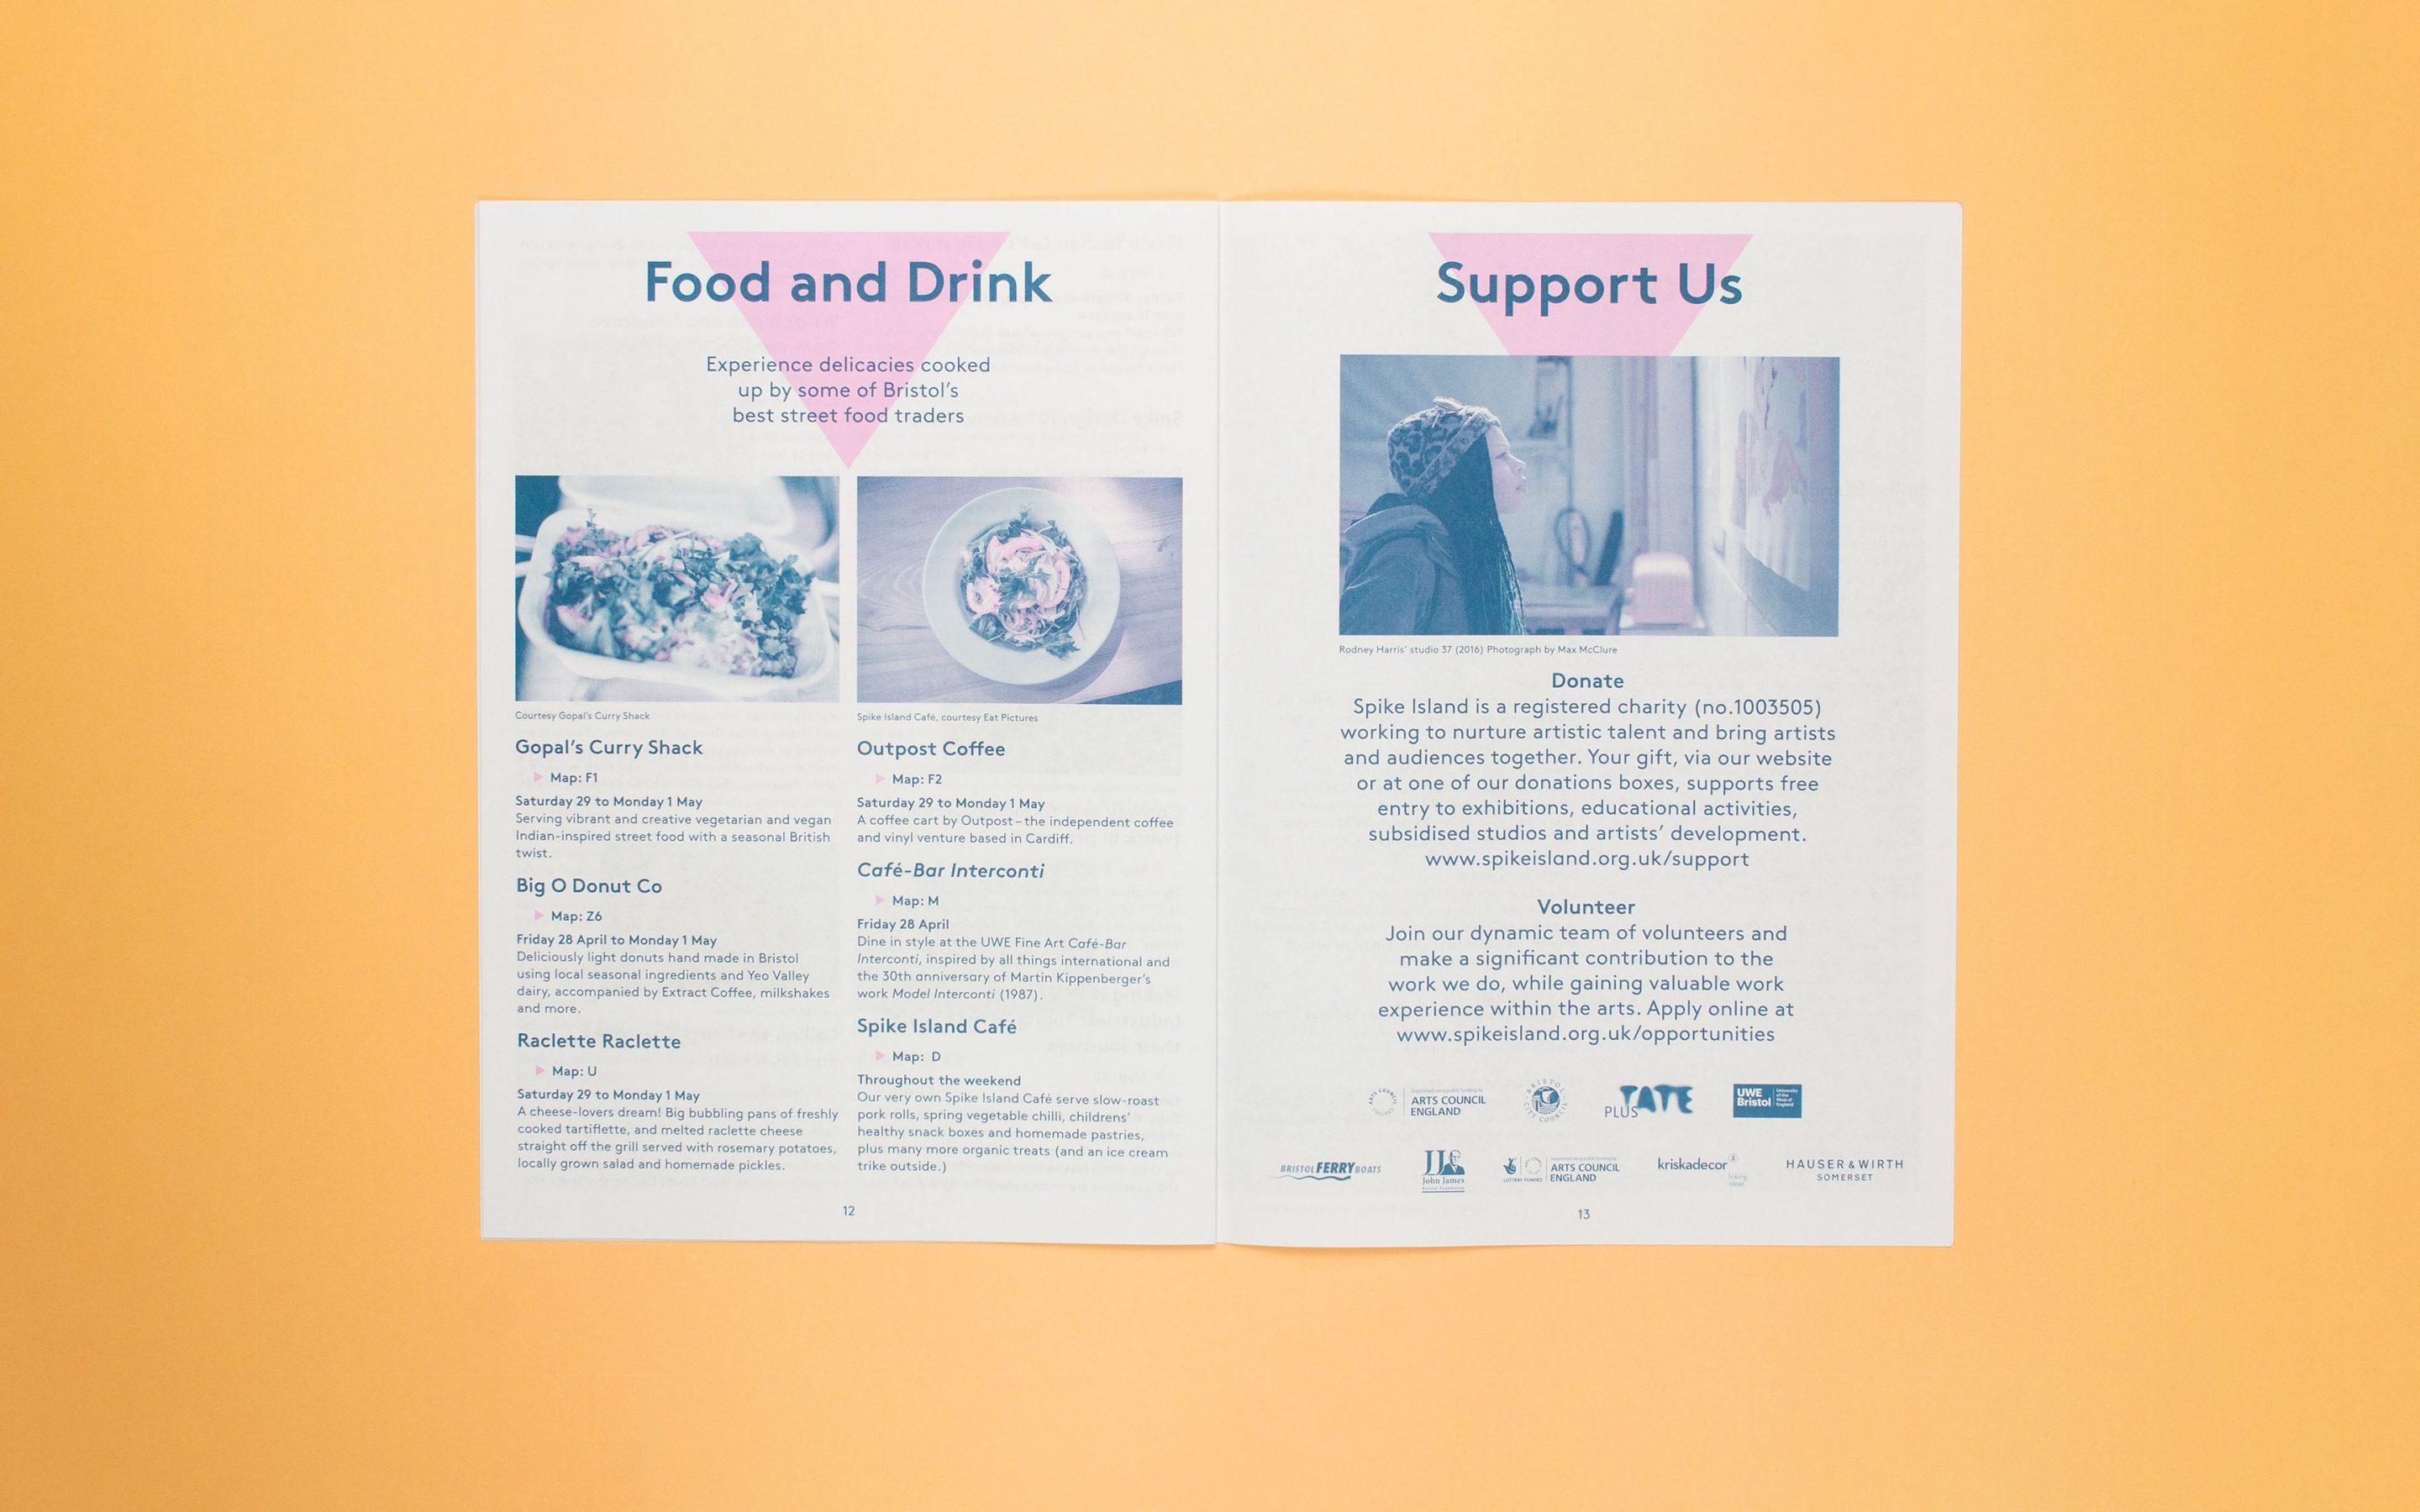 Food and Drink
Experience delicacies cooked
up by some of Bristol's
best street food traders
Courtesy Gopal's Curry Shack
Gopal's Curry Shack
Map: F1
Saturday 29 to Monday 1 May
Serving vibrant and creative vegetarian and vegan
Indian-inspired street food with a seasonal British
twist.
Big O Donut Co
Map: Z6
Friday 28 April to Monday 1 May
Deliciously light donuts hand made in Bristol
using local seasonal ingredients and Yeo Valley
dairy, accompanied by Extract Coffee, milkshakes
and more.
Raclette Raclette
Map: U
Saturday 29 to Monday 1 May
A cheese-lovers dream! Big bubbling pans of freshly
cooked tartiflette, and melted raclette cheese
straight off the grill served with rosemary potatoes,
locally grown salad and homemade pickles.
Spike Island Café, courtesy Eat Pictures
Outpost Coffee
Map: F2
Saturday 29 to Monday 1 May
A coffee cart by Outpost – the independent coffee
and vinyl venture based in Cardiff.
Café-Bar Interconti
Map: M
Friday 28 April
Dine in style at the UWE Fine Art Café-Bar
Interconti, inspired by all things international and
the 30th anniversary of Martin Kippenberger's
work Model Interconti (1987).
Spike Island Café
Map: D
Throughout the weekend
Our very own Spike Island Café serve slow-roast
pork rolls, spring vegetable chilli, childrens'
healthy snack boxes and homemade pastries,
plus many more organic treats (and an ice cream
trike outside.)
12
Support Us
Rodney Harris' studio 37 (2016) Photograph by Max McClure
Donate
Spike Island is a registered charity (no.1003505)
working to nurture artistic talent and bring artists
and audiences together. Your gift, via our website
or at one of our donations boxes, supports free
entry to exhibitions, educational activities,
subsidised studios and artists' development.
www.spikeisland.org.uk/support
Volunteer
Join our dynamic team of volunteers and
make a significant contribution to the
work we do, while gaining valuable work
experience within the arts. Apply online at
www.spikeisland.org.uk/opportunities
ARTS COUNCIL
ENGLAND
BRISTOL CITY COUNCIL
PLUS TATE
UWE
Bristol
University
of the
West of
England
BRISTOL FERRY BOATS
JJ
John James
Bristol Foundation
LOTTERY FUNDED
ARTS COUNCIL
ENGLAND
kriskadecor
linking
ideas
HAUSER & WIRTH
SOMERSET
13